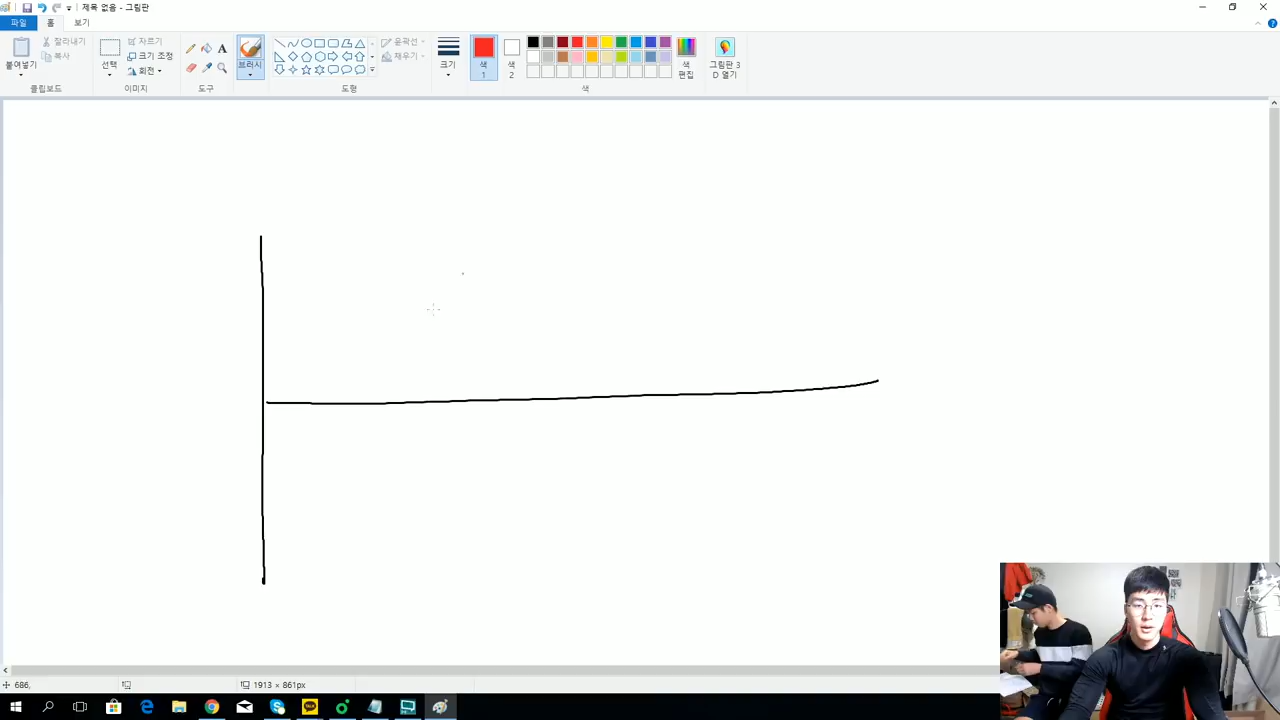 제목 없음 - 그림판
파일 홈 보기
붙여넣기
잘라내기
복사
클립보드
선택
자르기
크기 조정
회전
이미지
A
도구
브러시
윤곽선
채우기
도형
크기
색
1
색
2
색
편집
그림판 3
D 열기
색
686,
1913 × 861px
TALK